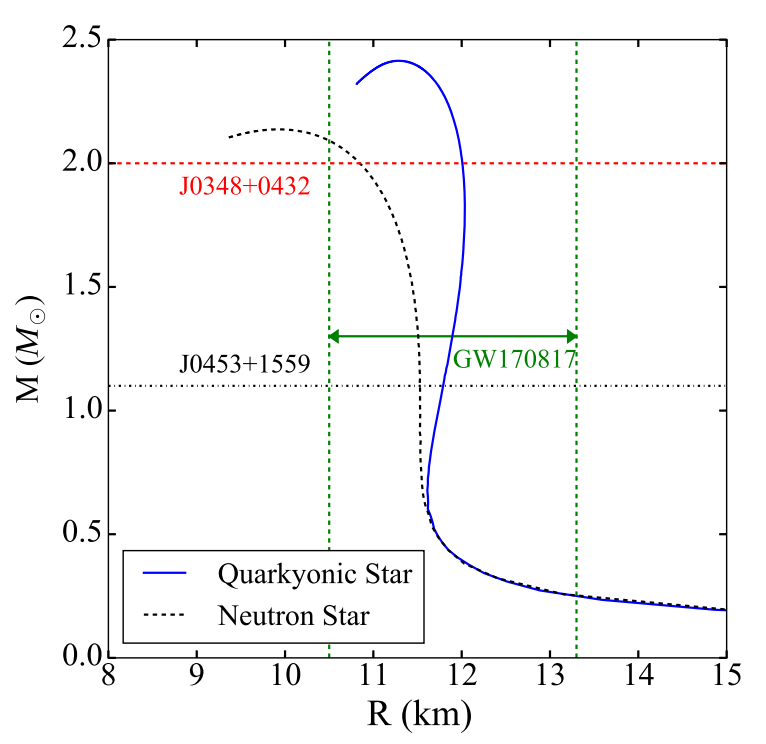 2.5
2.0
J0348+0432
1.5
M (M⊙)
J0453+1559
GW170817
1.0
0.5
Quarkyonic Star
Neutron Star
0.0
8 9 10 11 12 13 14 15
R (km)